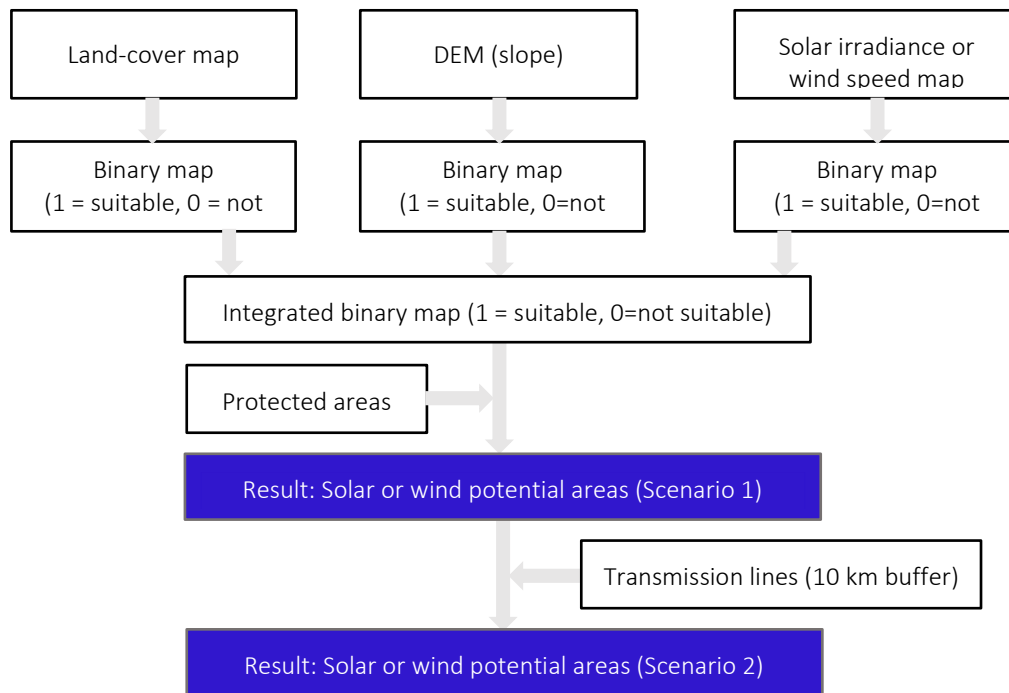 Land-cover map
DEM (slope)
Solar irradiance or
wind speed map
Binary map
(1 = suitable, 0 = not
Binary map
(1 = suitable, 0=not
Binary map
(1 = suitable, 0=not
Integrated binary map (1 = suitable, 0=not suitable)
Protected areas
Result: Solar or wind potential areas (Scenario 1)
Transmission lines (10 km buffer)
Result: Solar or wind potential areas (Scenario 2)